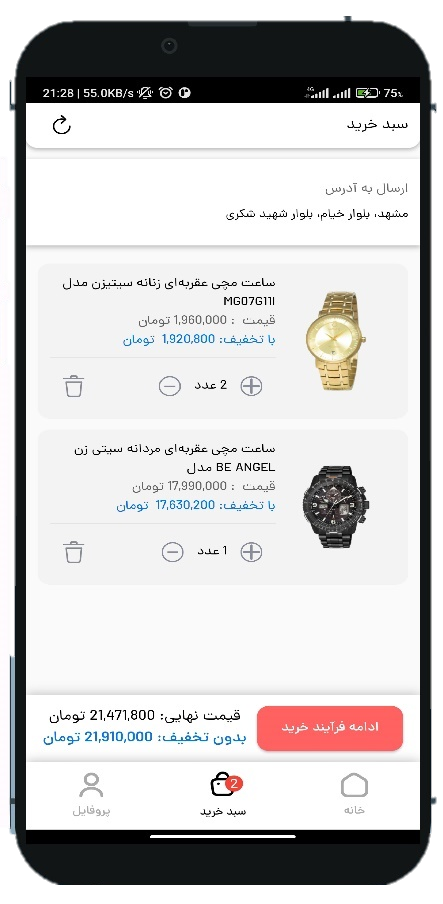 21:28 | 55.0KB/s
4G
75%
سبد خرید
ارسال به آدرس
مشهد، بلوار خیام، بلوار شهید شکری
ساعت مچی عقربه‌ای زنانه سیتیزن مدل
MG07G11I
قیمت : 1,960,000 تومان
با تخفیف: 1,920,800 تومان
2 عدد
ساعت مچی عقربه‌ای مردانه سیتی زن
BE ANGEL مدل
قیمت : 17,990,000 تومان
با تخفیف: 17,630,200 تومان
1 عدد
ادامه فرآیند خرید
قیمت نهایی: 21,471,800 تومان
بدون تخفیف: 21,910,000 تومان
خانه
2
سبد خرید
پروفایل